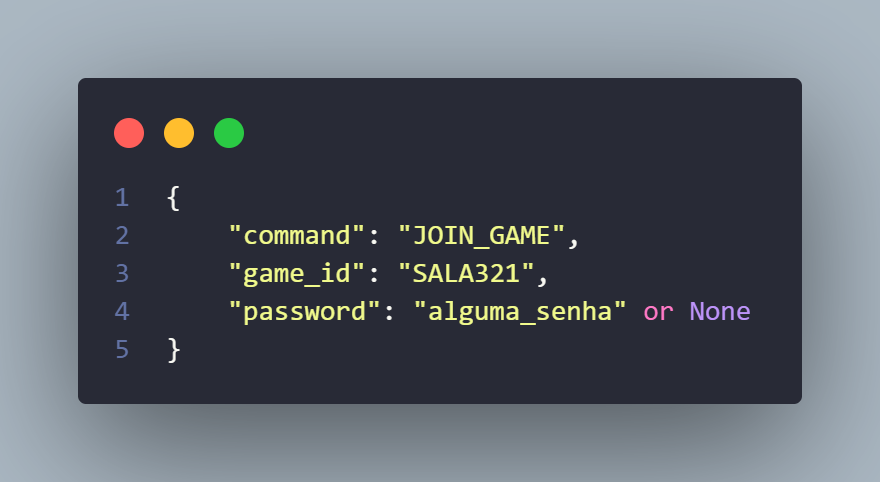 1 {
2 "command": "JOIN_GAME",
3 "game_id": "SALA321",
4 "password": "alguma_senha" or None
5 }